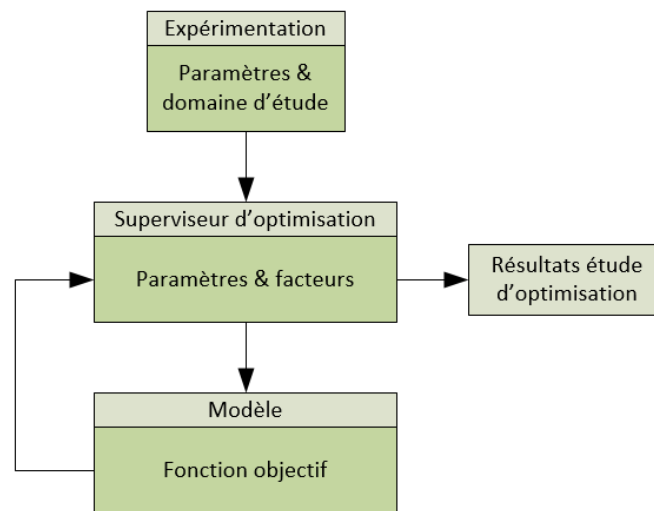 Expérimentation
Paramètres &
domaine d'étude
Superviseur d'optimisation
Paramètres & facteurs
Résultats étude
d'optimisation
Modèle
Fonction objectif